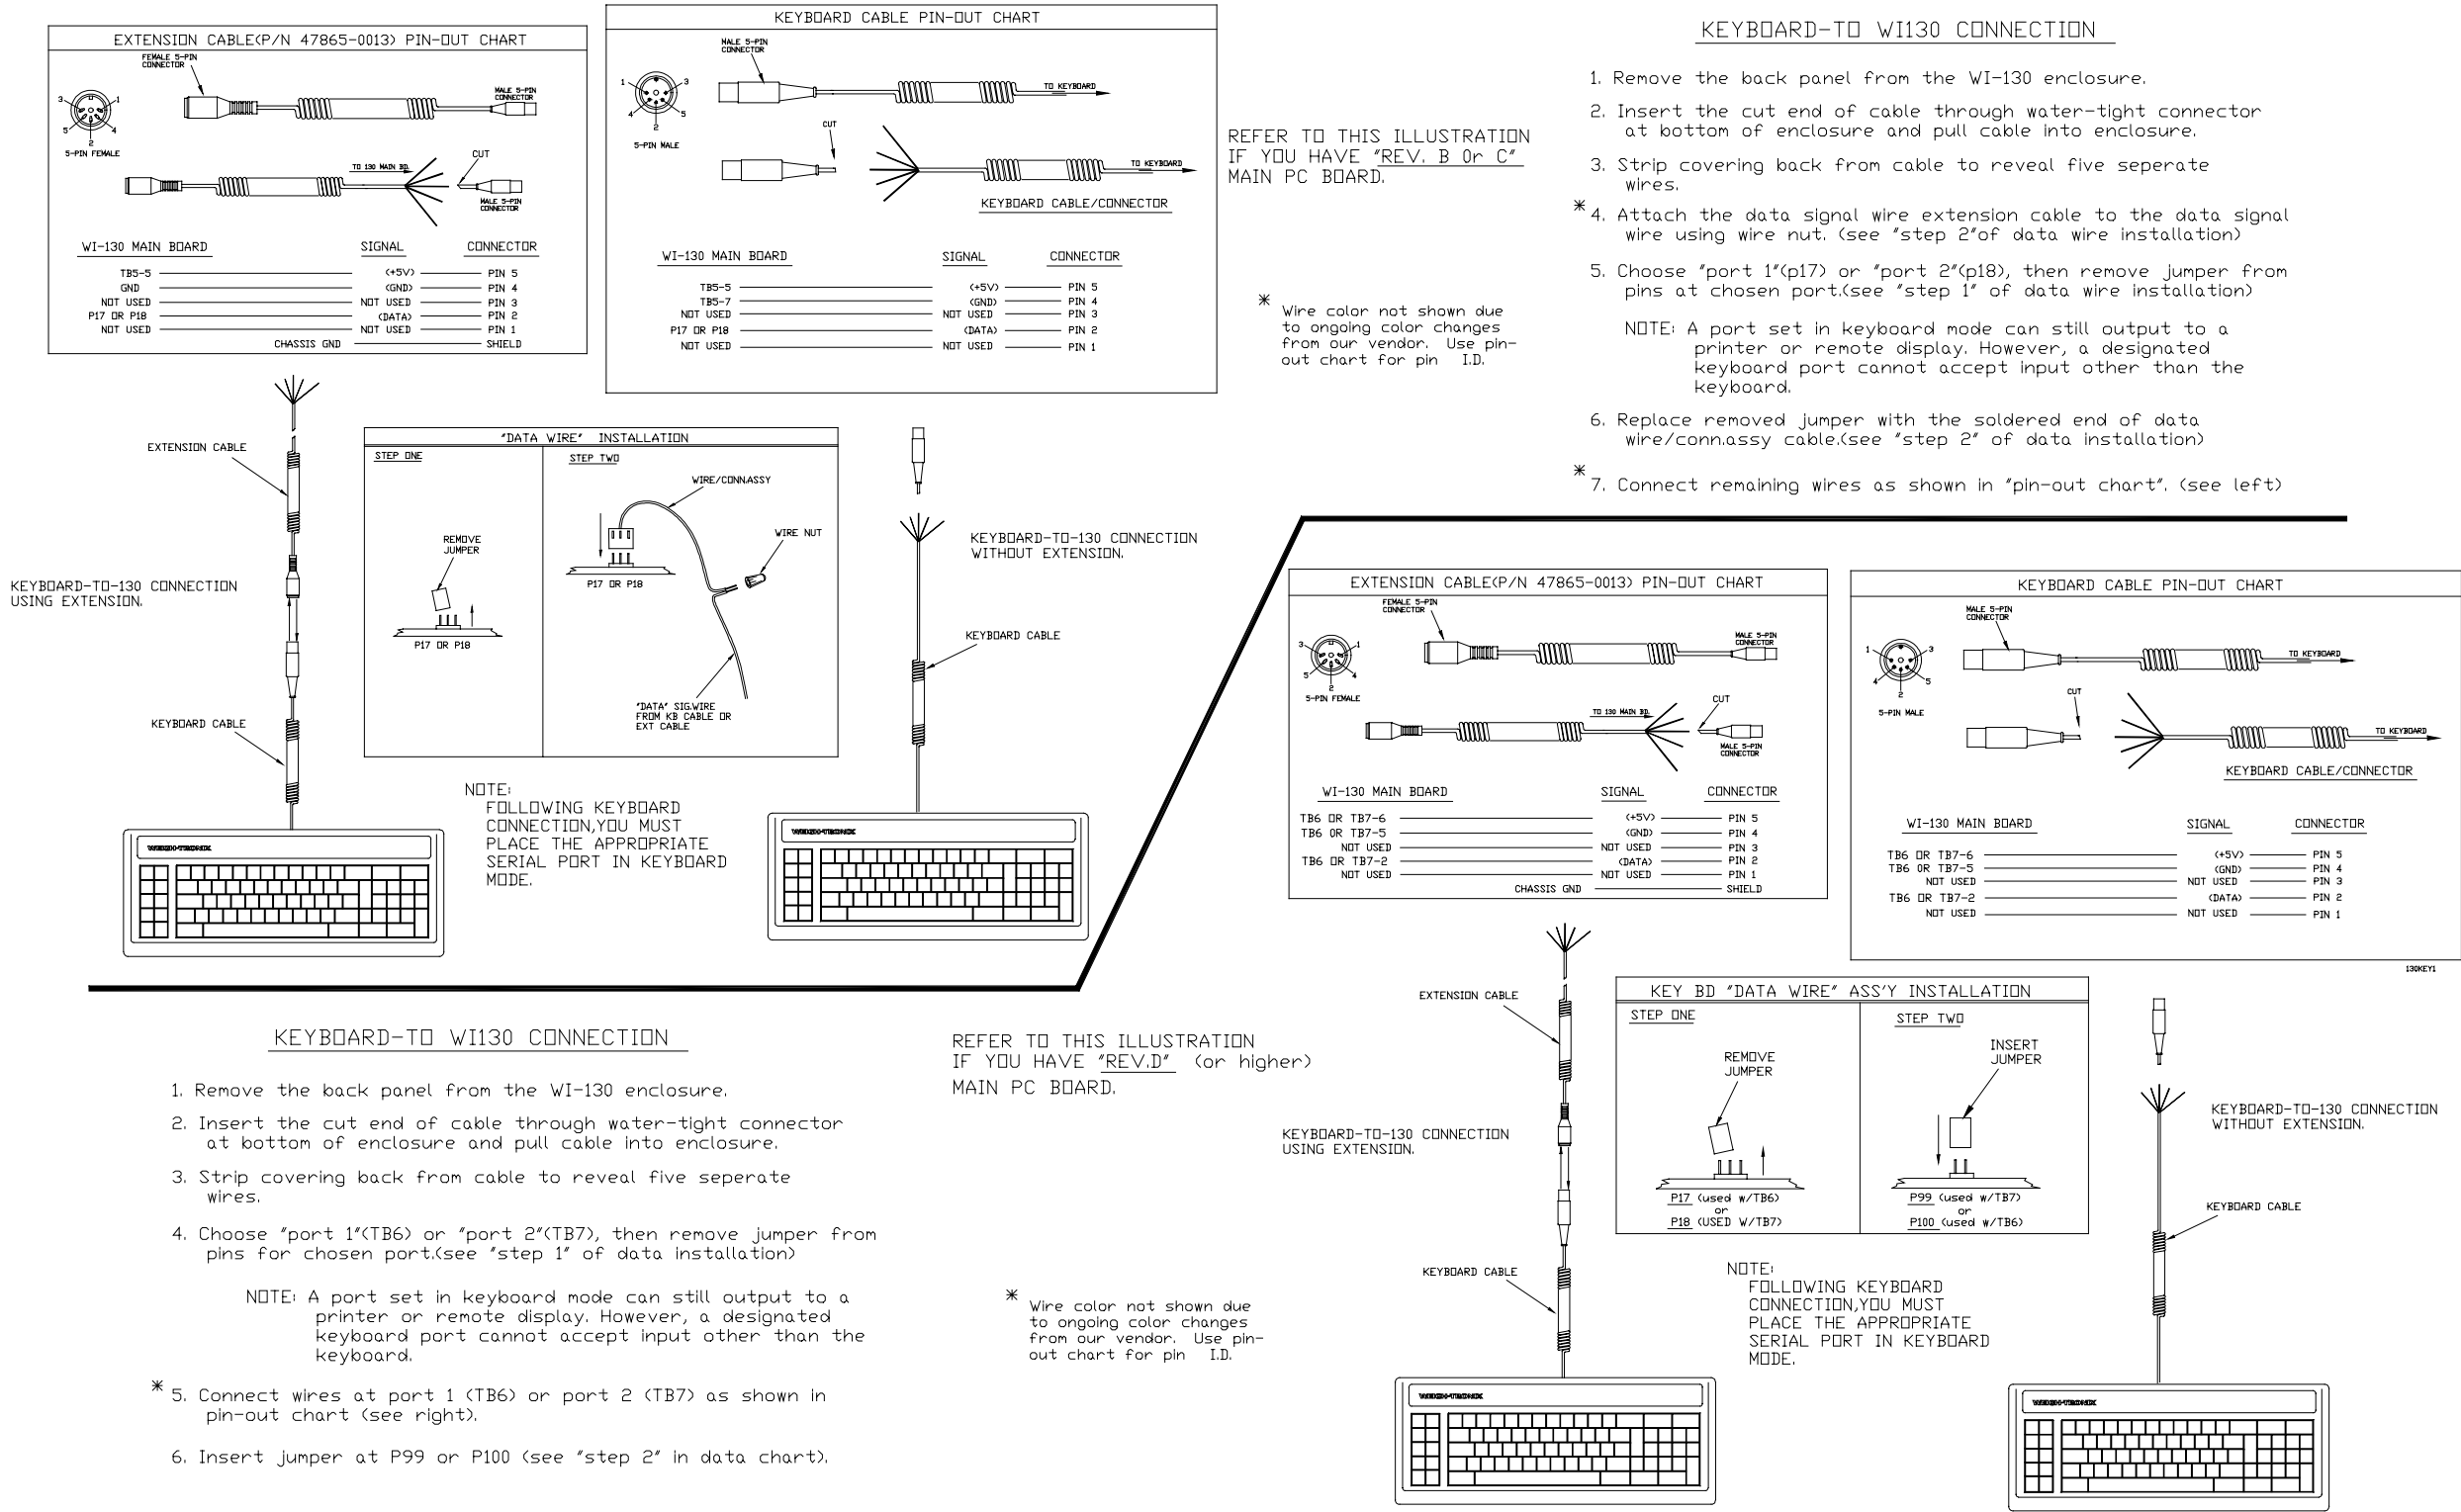 EXTENSION CABLE(P/N 47865-0013) PIN-OUT CHART
FEMALE 5-PIN
CONNECTOR
3
1
5
4
2
5-PIN FEMALE
MALE 5-PIN
CONNECTOR
TO 130 MAIN BD.
CUT
MALE 5-PIN
CONNECTOR
WI-130 MAIN BOARD SIGNAL CONNECTOR
TB5-5 (+5V) PIN 5
GND (GND) PIN 4
NOT USED NOT USED PIN 3
P17 OR P18 (DATA) PIN 2
NOT USED NOT USED PIN 1
CHASSIS GND SHIELD
KEYBOARD CABLE PIN-OUT CHART
MALE 5-PIN
CONNECTOR
1
3
4
5
2
5-PIN MALE
TO KEYBOARD
CUT
TO KEYBOARD
KEYBOARD CABLE/CONNECTOR
WI-130 MAIN BOARD SIGNAL CONNECTOR
TB5-5 (+5V) PIN 5
TB5-7 (GND) PIN 4
NOT USED NOT USED PIN 3
P17 OR P18 (DATA) PIN 2
NOT USED NOT USED PIN 1
REFER TO THIS ILLUSTRATION
IF YOU HAVE "REV. B Or C"
MAIN PC BOARD.
* Wire color not shown due
to ongoing color changes
from our vendor. Use pin-
out chart for pin I.D.
KEYBOARD-TO WI130 CONNECTION
1. Remove the back panel from the WI-130 enclosure.
2. Insert the cut end of cable through water-tight connector
at bottom of enclosure and pull cable into enclosure.
3. Strip covering back from cable to reveal five seperate
wires.
* 4. Attach the data signal wire extension cable to the data signal
wire using wire nut. (see "step 2"of data wire installation)
5. Choose "port 1"(p17) or "port 2"(p18), then remove jumper from
pins at chosen port.(see "step 1" of data wire installation)
NOTE: A port set in keyboard mode can still output to a
printer or remote display. However, a designated
keyboard port cannot accept input other than the
keyboard.
6. Replace removed jumper with the soldered end of data
wire/conn.assy cable.(see "step 2" of data installation)
* 7. Connect remaining wires as shown in "pin-out chart". (see left)
EXTENSION CABLE
KEYBOARD-TO-130 CONNECTION
USING EXTENSION.
KEYBOARD CABLE
WEIGH-TRONIX
"DATA WIRE" INSTALLATION
STEP ONE
REMOVE
JUMPER
P17 OR P18
STEP TWO
WIRE/CONN.ASSY
WIRE NUT
P17 OR P18
"DATA" SIG.WIRE
FROM KB CABLE OR
EXT CABLE
NOTE:
FOLLOWING KEYBOARD
CONNECTION,YOU MUST
PLACE THE APPROPRIATE
SERIAL PORT IN KEYBOARD
MODE.
KEYBOARD-TO-130 CONNECTION
WITHOUT EXTENSION.
KEYBOARD CABLE
WEIGH-TRONIX
KEYBOARD-TO WI130 CONNECTION
1. Remove the back panel from the WI-130 enclosure.
2. Insert the cut end of cable through water-tight connector
at bottom of enclosure and pull cable into enclosure.
3. Strip covering back from cable to reveal five seperate
wires.
4. Choose "port 1"(TB6) or "port 2"(TB7), then remove jumper from
pins for chosen port.(see "step 1" of data installation)
NOTE: A port set in keyboard mode can still output to a
printer or remote display. However, a designated
keyboard port cannot accept input other than the
keyboard.
* 5. Connect wires at port 1 (TB6) or port 2 (TB7) as shown in
pin-out chart (see right).
6. Insert jumper at P99 or P100 (see "step 2" in data chart).
REFER TO THIS ILLUSTRATION
IF YOU HAVE "REV.D" (or higher)
MAIN PC BOARD.
* Wire color not shown due
to ongoing color changes
from our vendor. Use pin-
out chart for pin I.D.
EXTENSION CABLE(P/N 47865-0013) PIN-OUT CHART
FEMALE 5-PIN
CONNECTOR
3
1
5
4
2
5-PIN FEMALE
MALE 5-PIN
CONNECTOR
TO 130 MAIN BD.
CUT
MALE 5-PIN
CONNECTOR
WI-130 MAIN BOARD SIGNAL CONNECTOR
TB6 OR TB7-6 (+5V) PIN 5
TB6 OR TB7-5 (GND) PIN 4
NOT USED NOT USED PIN 3
TB6 OR TB7-2 (DATA) PIN 2
NOT USED NOT USED PIN 1
CHASSIS GND SHIELD
KEYBOARD CABLE PIN-OUT CHART
MALE 5-PIN
CONNECTOR
1
3
4
5
2
5-PIN MALE
TO KEYBOARD
CUT
TO KEYBOARD
KEYBOARD CABLE/CONNECTOR
WI-130 MAIN BOARD SIGNAL CONNECTOR
TB6 OR TB7-6 (+5V) PIN 5
TB6 OR TB7-5 (GND) PIN 4
NOT USED NOT USED PIN 3
TB6 OR TB7-2 (DATA) PIN 2
NOT USED NOT USED PIN 1
130KEY1
EXTENSION CABLE
KEYBOARD-TO-130 CONNECTION
USING EXTENSION.
KEYBOARD CABLE
WEIGH-TRONIX
KEY BD "DATA WIRE" ASS'Y INSTALLATION
STEP ONE
REMOVE
JUMPER
P17 (used w/TB6)
or
P18 (USED W/TB7)
STEP TWO
INSERT
JUMPER
P99 (used w/TB7)
or
P100 (used w/TB6)
NOTE:
FOLLOWING KEYBOARD
CONNECTION,YOU MUST
PLACE THE APPROPRIATE
SERIAL PORT IN KEYBOARD
MODE.
KEYBOARD-TO-130 CONNECTION
WITHOUT EXTENSION.
KEYBOARD CABLE
WEIGH-TRONIX